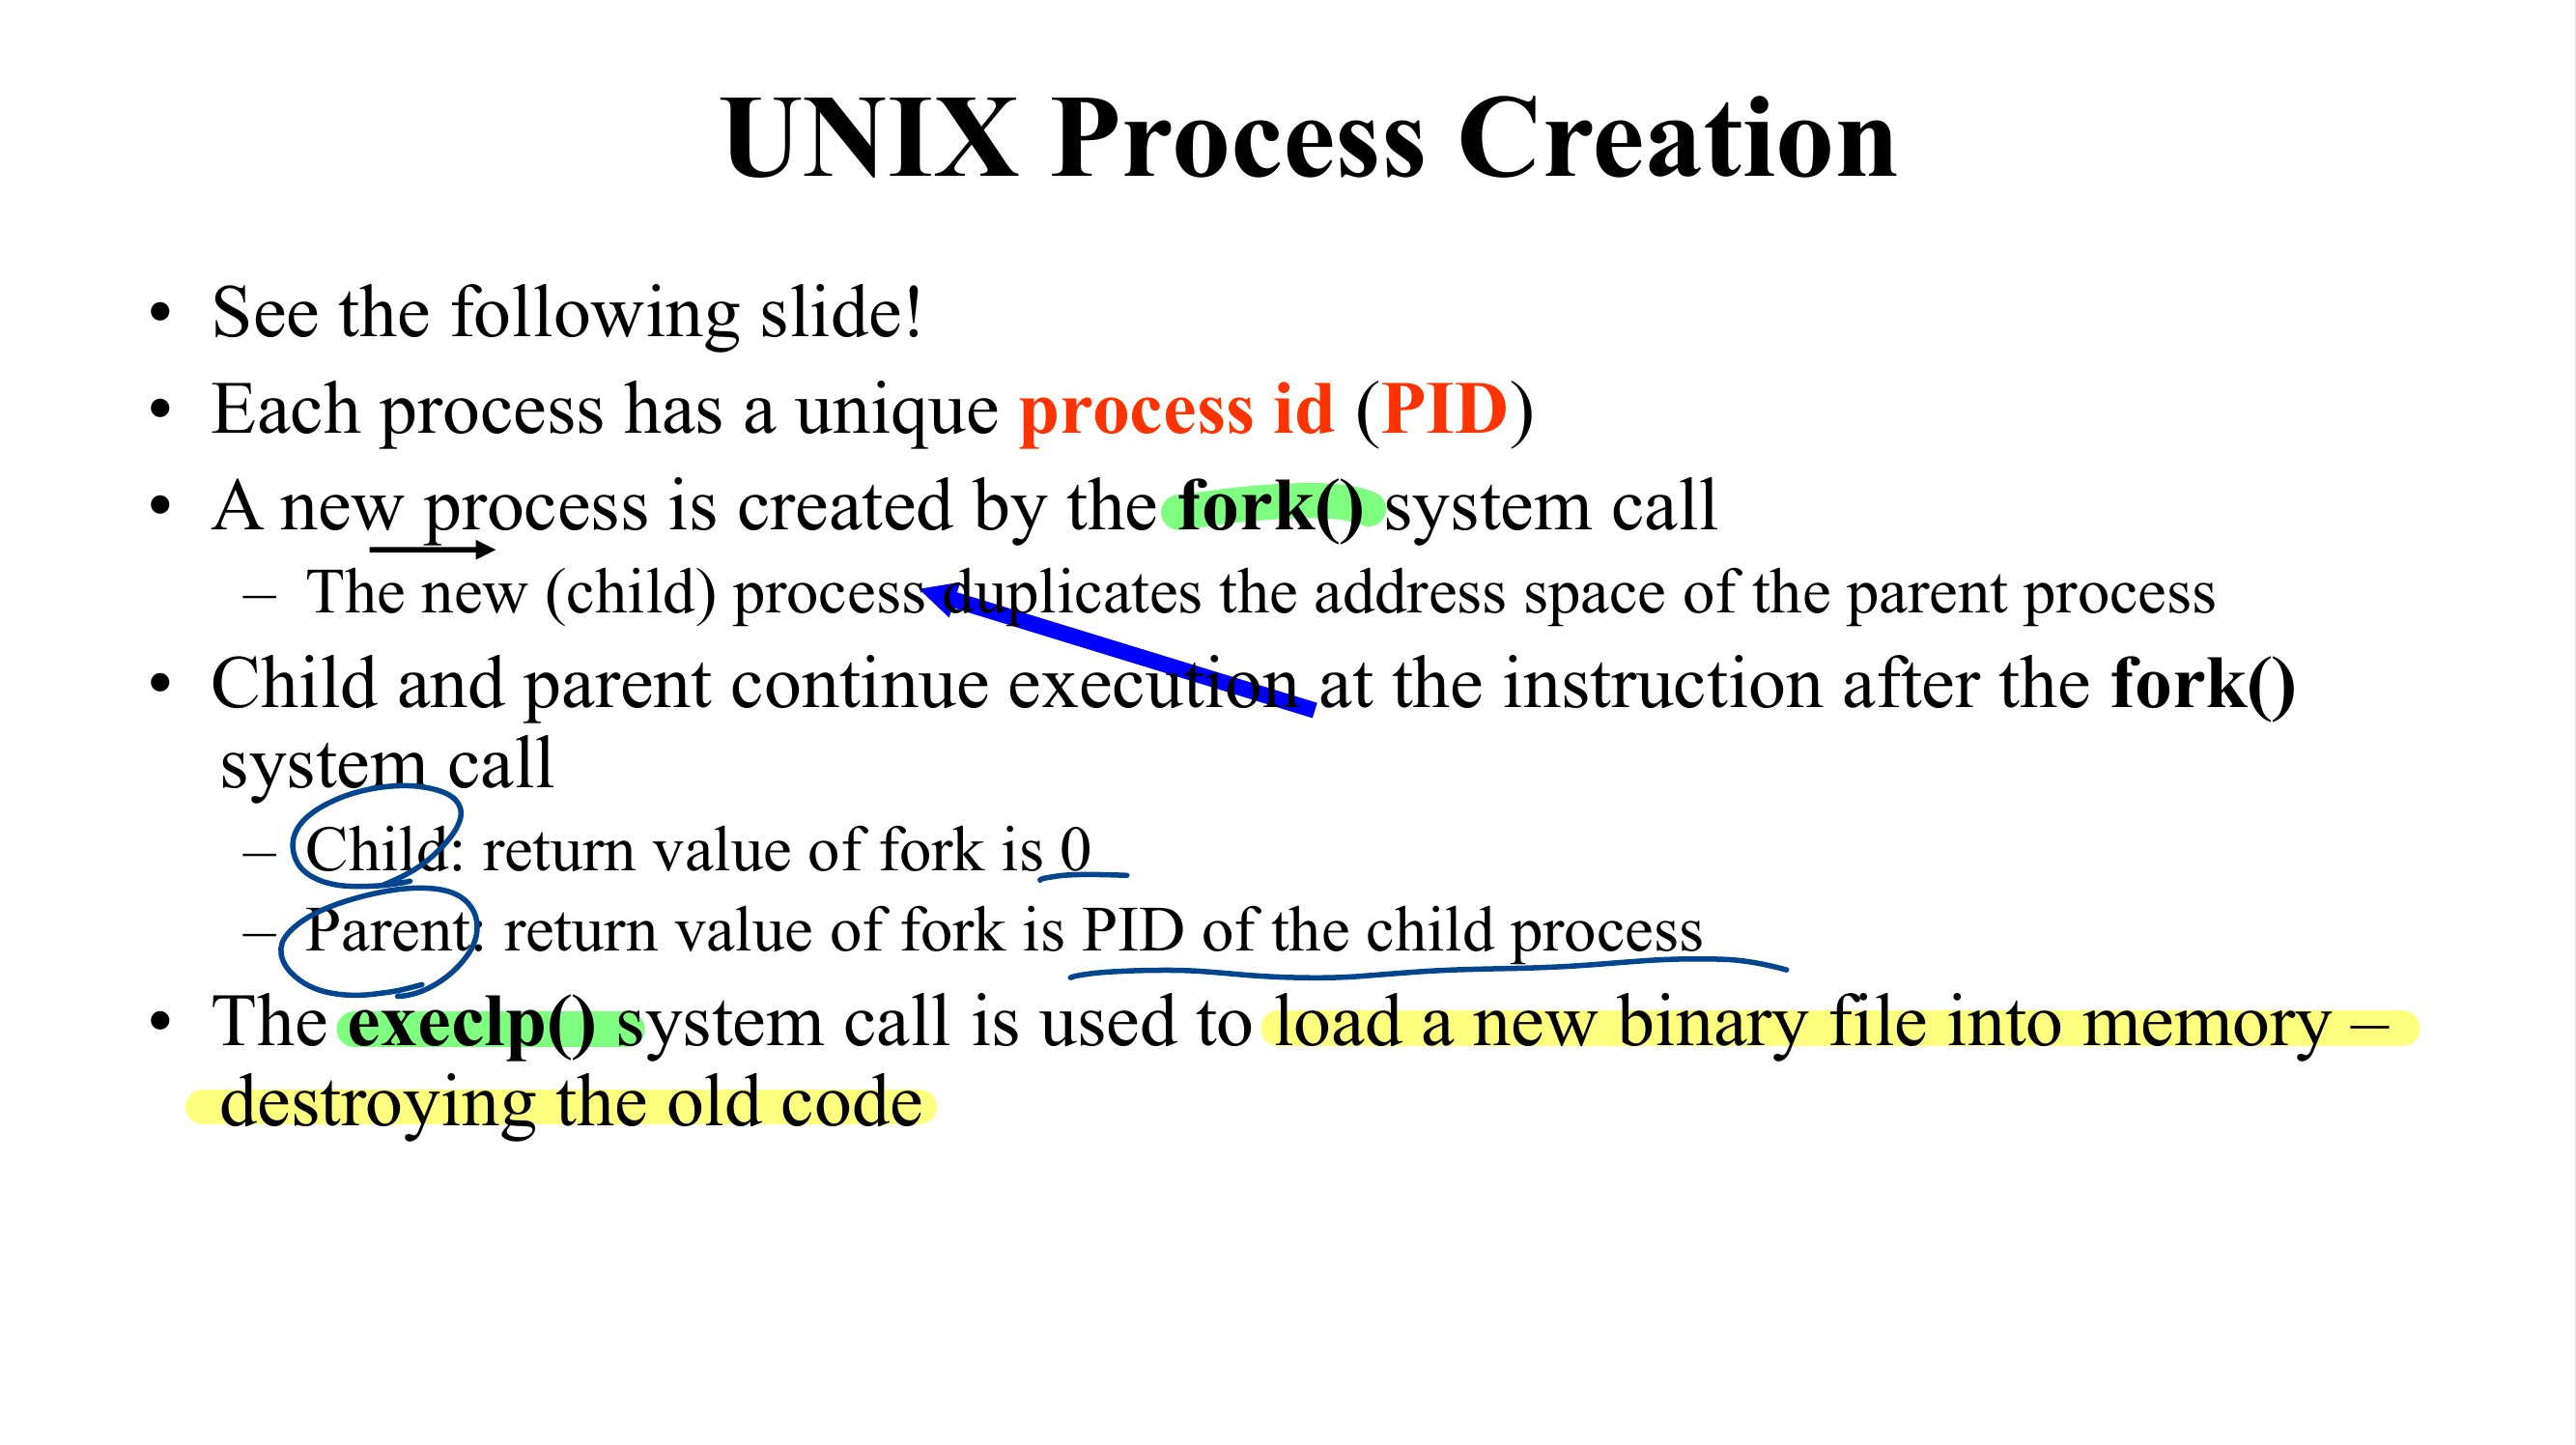 UNIX Process Creation
• See the following slide!
• Each process has a unique process id (PID)
• A new process is created by the fork() system call
– The new (child) process duplicates the address space of the parent process
• Child and parent continue execution at the instruction after the fork()
system call
– Child: return value of fork is 0
– Parent: return value of fork is PID of the child process
• The execlp() system call is used to load a new binary file into memory –
destroying the old code